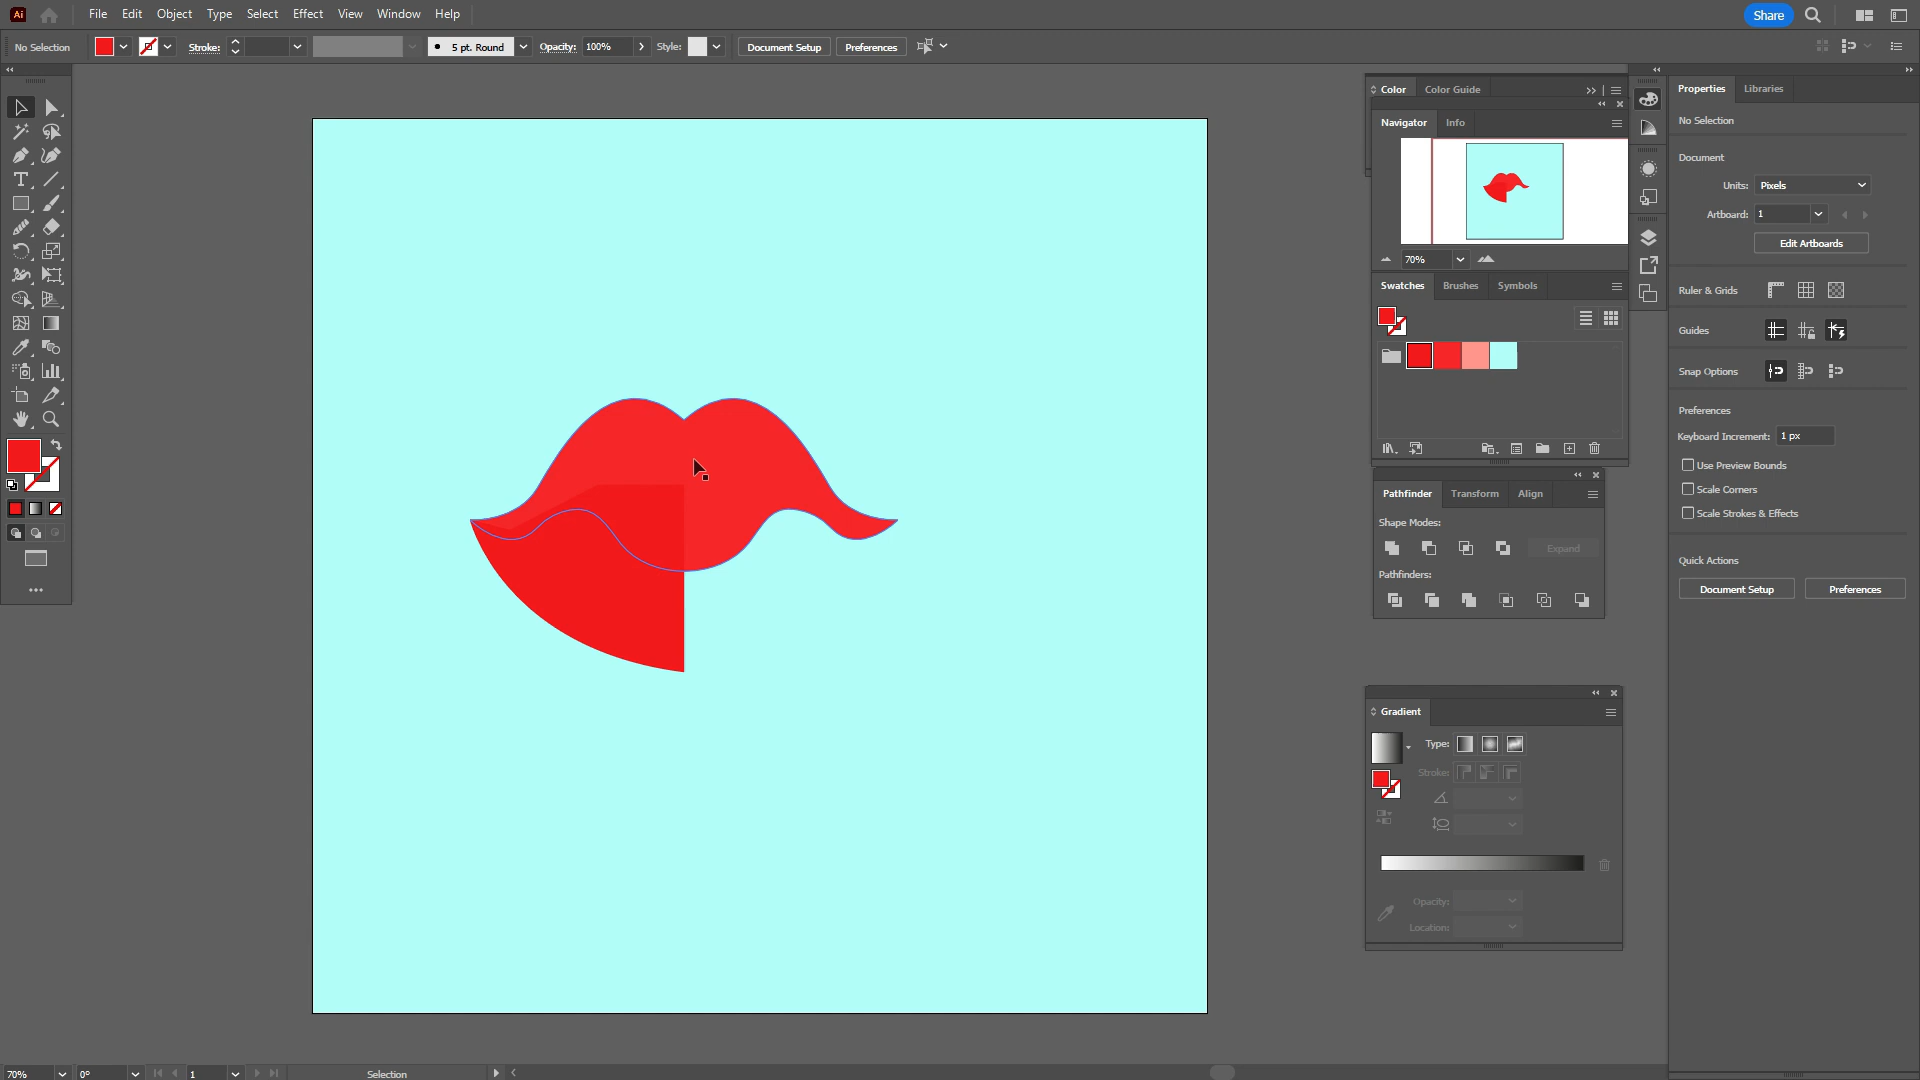 Ai File Edit Object Type Select Effect View Window Help Share
No Selection Stroke: 5 pt. Round Opacity: 100% Style: Document Setup Preferences
Color Color Guide
Navigator Info
70%
Swatches Brushes Symbols
Pathfinder Transform Align
Shape Modes:
Expand
Pathfinders:
Gradient
Type:
Stroke:
Opacity:
Location:
Properties Libraries
No Selection
Document
Units: Pixels
Artboard: 1
Edit Artboards
Ruler & Grids
Guides
Snap Options
Preferences
Keyboard Increment: 1 px
Use Preview Bounds
Scale Corners
Scale Strokes & Effects
Quick Actions
Document Setup Preferences
70% 0° 1 Selection